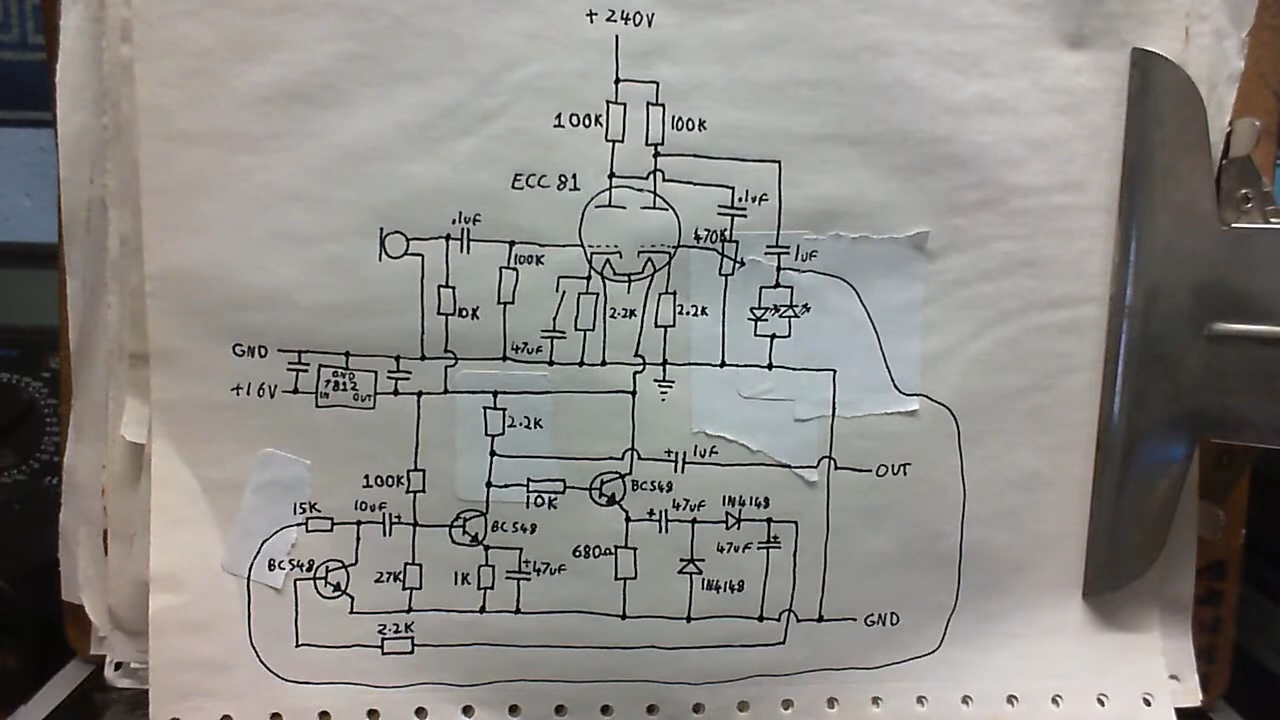 + 240V
100K
100K
ECC 81
.1uF
.1uF
470K
100K
1uF
10K
2.2K
2.2K
47uF
GND
GND
7812
+16V
IN
OUT
2.2K
+
1uF
OUT
100K
10K
BC548
15K
10uF
+
BC548
+
47uF
1N4148
BC548
27K
1K
+
47uF
680Ω
47uF
+
1N4148
GND
2.2K